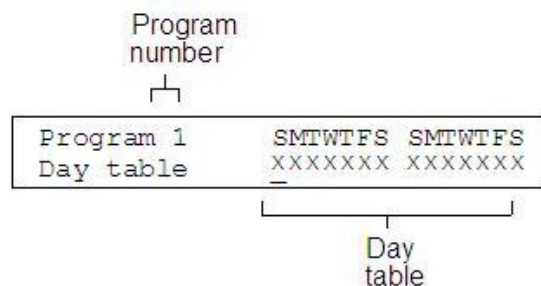 Program
number
Program 1 SMTWTFS SMTWTFS
Day table XXXXXXX XXXXXXX
Day
table